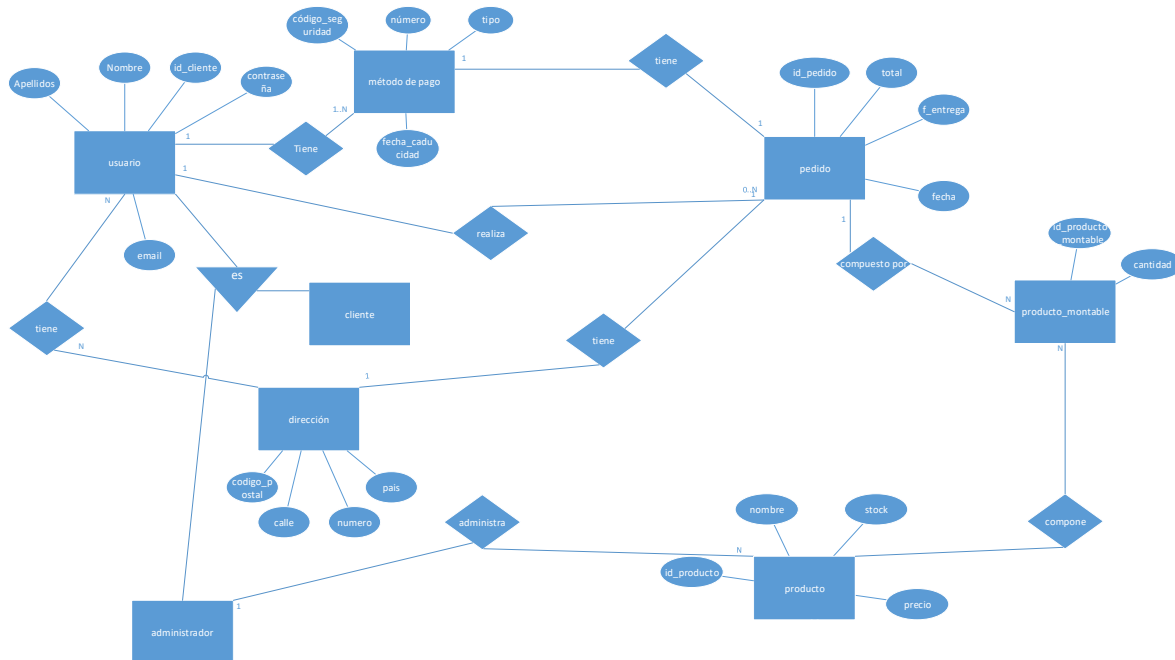 código_seg
uridad
número
tipo
Nombre
id_cliente
contrase
ña
Apellidos
1
tiene
id_pedido
total
método de pago
f_entrega
1..N
1
1
Tiene
fecha_cadu
cidad
usuario
1
pedido
N
0..N
1
fecha
1
realiza
email
id_producto
montable
compuesto por
cantidad
es
N
cliente
producto_montable
tiene
tiene
N
N
1
dirección
codigo_p
ostal
pais
calle
numero
administra
nombre
stock
compone
N
id_producto
producto
precio
1
administrador